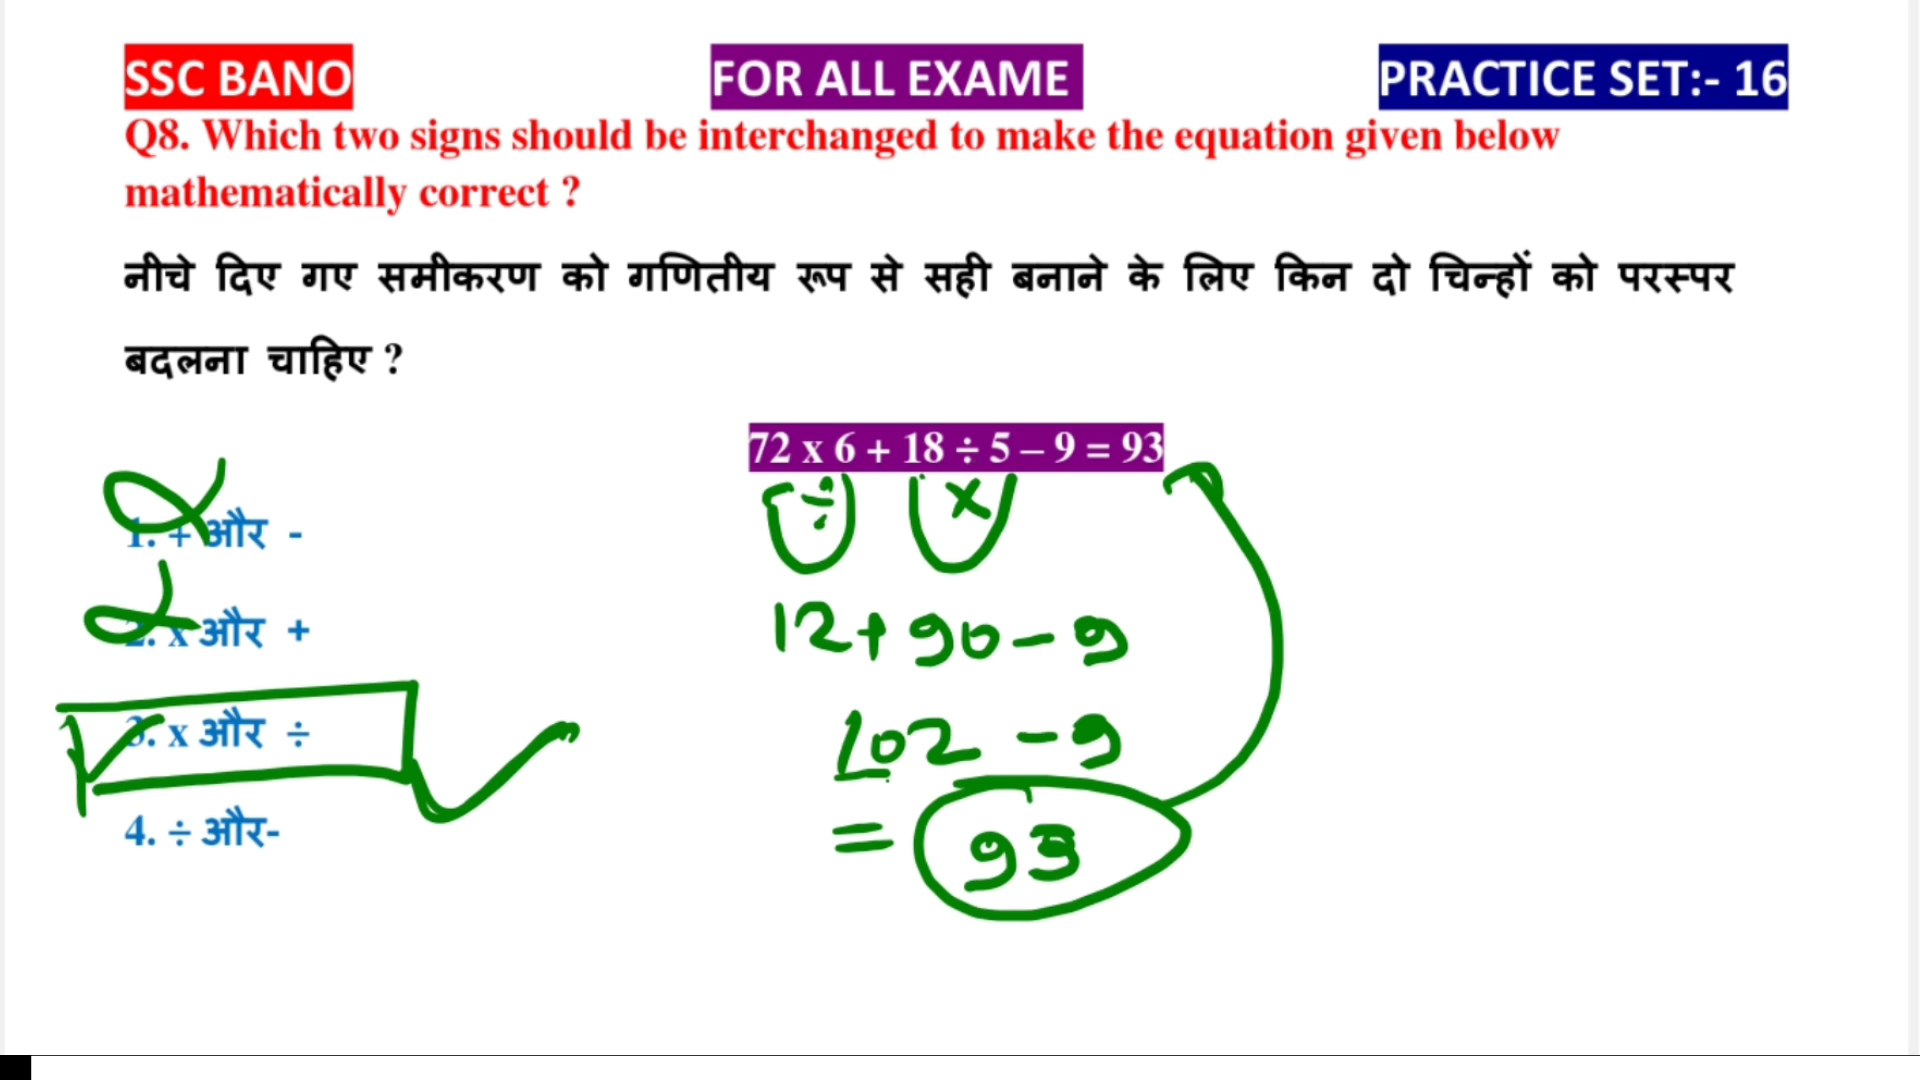 SSC BANO FOR ALL EXAME PRACTICE SET:- 16
Q8. Which two signs should be interchanged to make the equation given below
mathematically correct ?
नीचे दिए गए समीकरण को गणितीय रूप से सही बनाने के लिए किन दो चिन्हों को परस्पर
बदलना चाहिए ?
72 x 6 + 18 ÷ 5 – 9 = 93
÷ x
1. + और -
12 + 90 - 9
2. x और +
102 - 9
3. x और ÷
= 93
4. ÷ और-